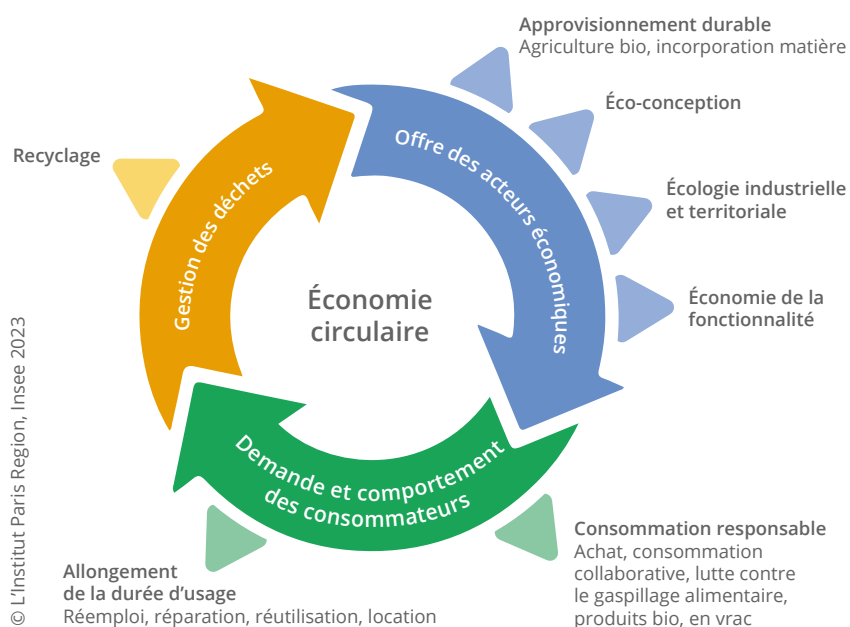 Approvisionnement durable
Agriculture bio, incorporation matière
Éco-conception
Écologie industrielle
et territoriale
Économie de la
fonctionnalité
Offre des acteurs économiques
Recyclage
Gestion des déchets
Économie
circulaire
Demande et comportement
des consommateurs
Consommation responsable
Achat, consommation
collaborative, lutte contre
le gaspillage alimentaire,
produits bio, en vrac
Allongement
de la durée d’usage
Réemploi, réparation, réutilisation, location
© L’Institut Paris Region, Insee 2023